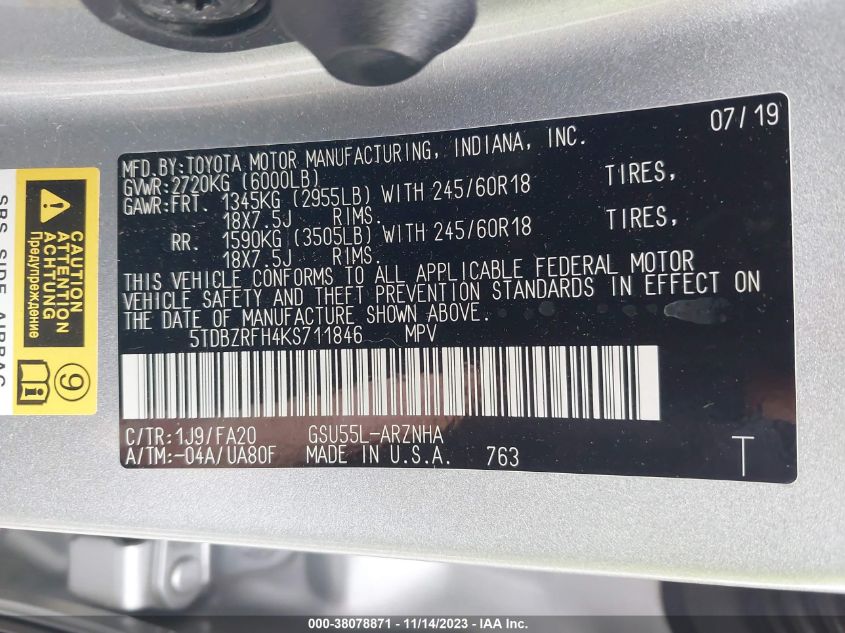 07/19
MFD.BY:TOYOTA MOTOR MANUFACTURING, INDIANA, INC.
GVWR:2720KG (6000LB)
GAWR:FRT. 1345KG (2955LB) WITH 245/60R18 TIRES,
18X7.5J RIMS.
RR. 1590KG (3505LB) WITH 245/60R18 TIRES,
18X7.5J RIMS.
THIS VEHICLE CONFORMS TO ALL APPLICABLE FEDERAL MOTOR
VEHICLE SAFETY AND THEFT PREVENTION STANDARDS IN EFFECT ON
THE DATE OF MANUFACTURE SHOWN ABOVE.
5TDBZRFH4KS711846 MPV
C/TR:1J9/FA20 GSU55L-ARZNHA
A/TM:-04A/UA80F MADE IN U.S.A. 763 T
CAUTION
ATTENTION
ACHTUNG
Предупреждение
SRS SIDE AIRBAG
9
i
000-38078871 - 11/14/2023 - IAA Inc.